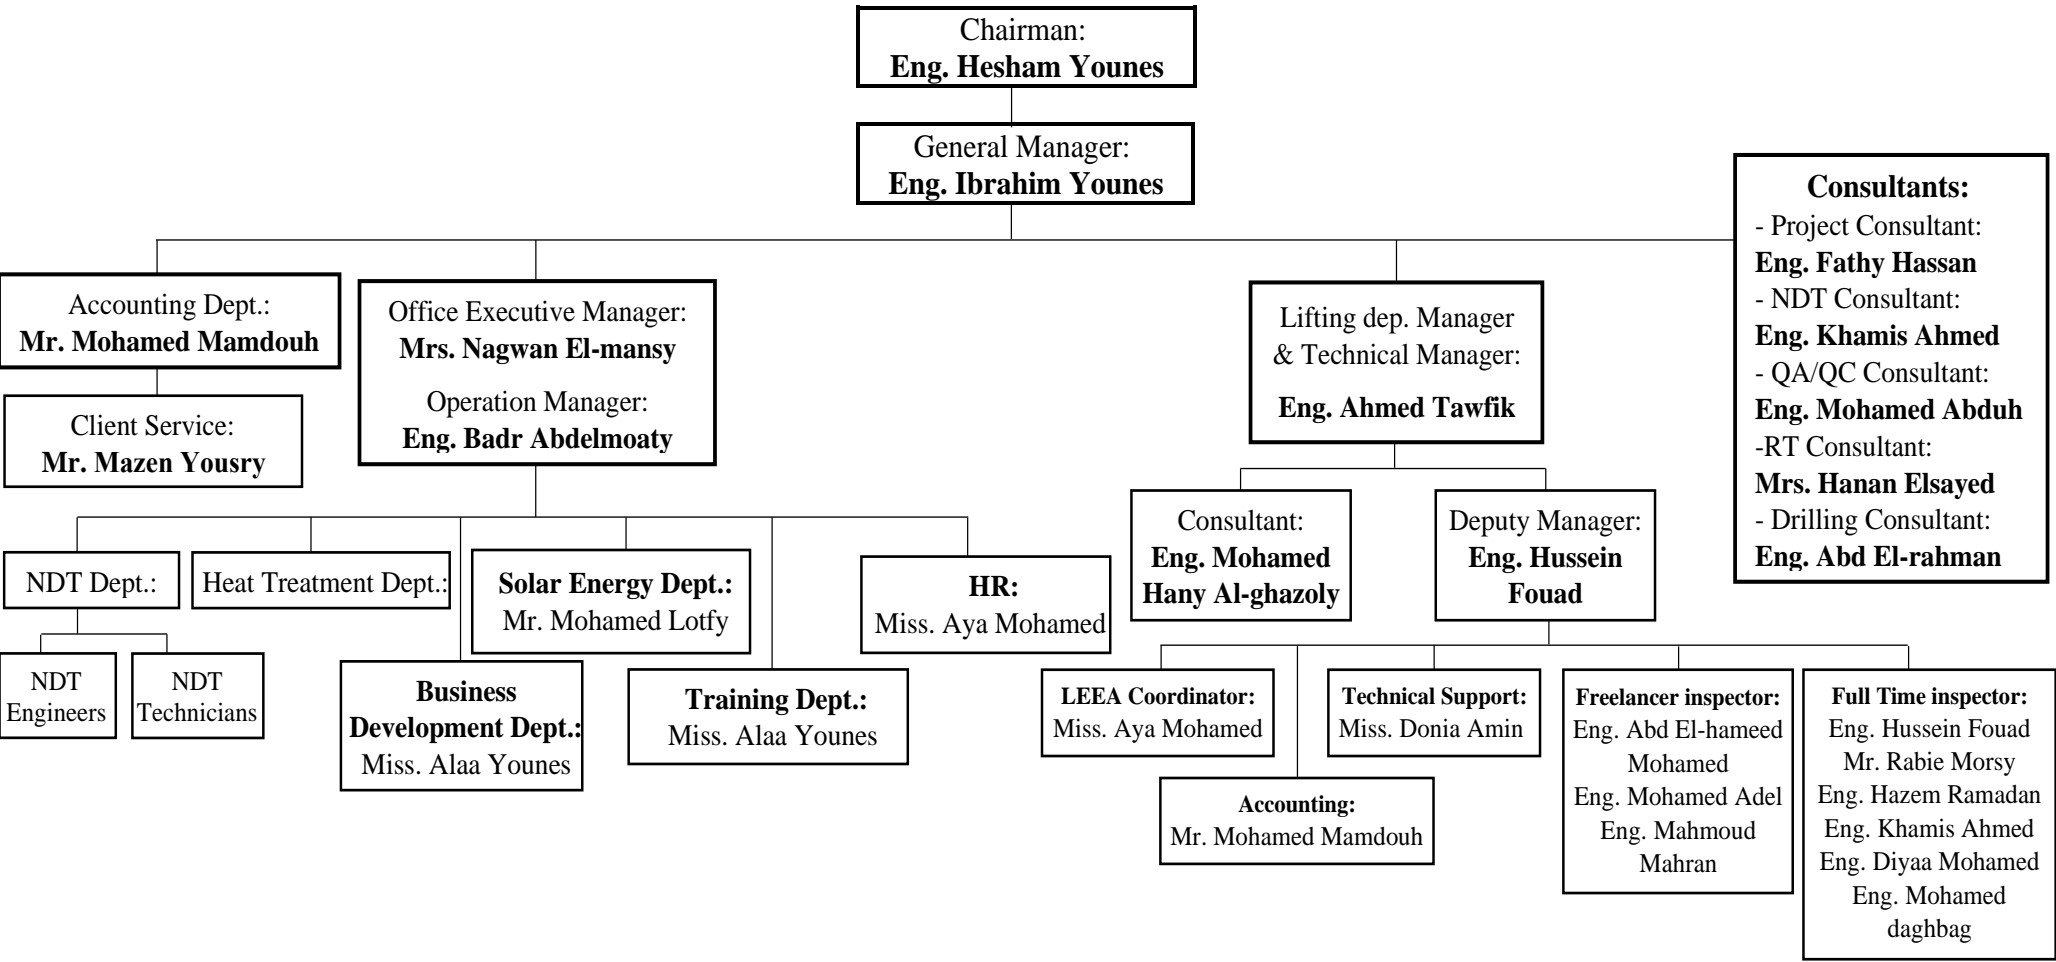 Chairman:
Eng. Hesham Younes
General Manager:
Eng. Ibrahim Younes
Consultants:
- Project Consultant:
Eng. Fathy Hassan
- NDT Consultant:
Eng. Khamis Ahmed
- QA/QC Consultant:
Eng. Mohamed Abduh
-RT Consultant:
Mrs. Hanan Elsayed
- Drilling Consultant:
Eng. Abd El-rahman
Accounting Dept.:
Mr. Mohamed Mamdouh
Client Service:
Mr. Mazen Yousry
Office Executive Manager:
Mrs. Nagwan El-mansy
Operation Manager:
Eng. Badr Abdelmoaty
Lifting dep. Manager
& Technical Manager:
Eng. Ahmed Tawfik
Consultant:
Eng. Mohamed
Hany Al-ghazoly
Deputy Manager:
Eng. Hussein
Fouad
NDT Dept.:
Heat Treatment Dept.:
Solar Energy Dept.:
Mr. Mohamed Lotfy
HR:
Miss. Aya Mohamed
NDT
Engineers
NDT
Technicians
Business
Development Dept.:
Miss. Alaa Younes
Training Dept.:
Miss. Alaa Younes
LEEA Coordinator:
Miss. Aya Mohamed
Accounting:
Mr. Mohamed Mamdouh
Technical Support:
Miss. Donia Amin
Freelancer inspector:
Eng. Abd El-hameed
Mohamed
Eng. Mohamed Adel
Eng. Mahmoud
Mahran
Full Time inspector:
Eng. Hussein Fouad
Mr. Rabie Morsy
Eng. Hazem Ramadan
Eng. Khamis Ahmed
Eng. Diyaa Mohamed
Eng. Mohamed
daghbag